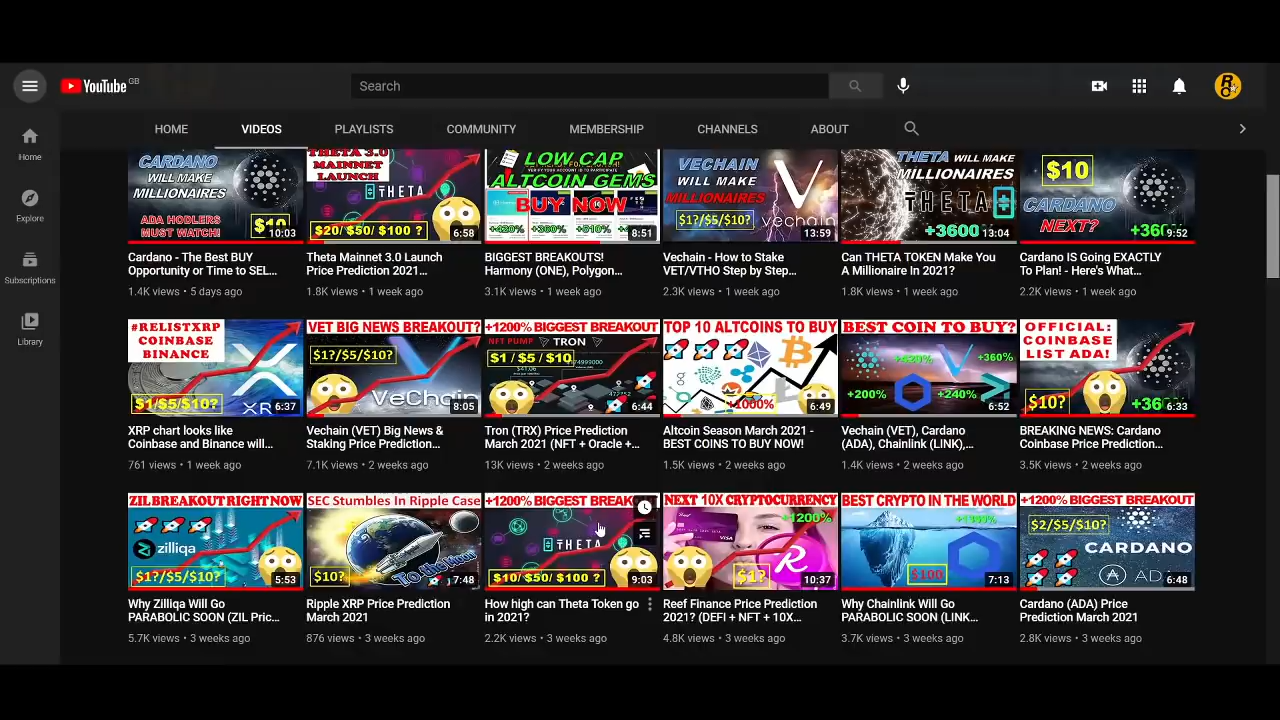 YouTube GB
Search
HOME VIDEOS PLAYLISTS COMMUNITY MEMBERSHIP CHANNELS ABOUT
Home
Explore
Subscriptions
Library
CARDANO
WILL MAKE
MILLIONAIRES
ADA HODLERS
MUST WATCH!
$10
10:03
Cardano - The Best BUY
Opportunity or Time to SEL...
1.4K views • 5 days ago
THETA 3.0
MAINNET
LAUNCH
THETA
$20/ $50/ $100 ?
6:58
Theta Mainnet 3.0 Launch
Price Prediction 2021...
1.8K views • 1 week ago
LOW CAP
ALTCOIN GEMS
BUY NOW
8:51
BIGGEST BREAKOUTS!
Harmony (ONE), Polygon...
3.1K views • 1 week ago
VECHAIN
WILL MAKE
MILLIONAIRES
$1?/$5/$10?
vechain
13:59
Vechain - How to Stake
VET/VTHO Step by Step...
2.3K views • 1 week ago
THETA WILL MAKE
MILLIONAIRES
THETA
+3600
13:04
Can THETA TOKEN Make You
A Millionaire In 2021?
1.8K views • 1 week ago
$10
CARDANO
NEXT?
+360
9:52
Cardano IS Going EXACTLY
To Plan! - Here's What...
2.2K views • 1 week ago
#RELISTXRP
COINBASE
BINANCE
$1/$5/$10?
XR
6:37
XRP chart looks like
Coinbase and Binance will...
761 views • 1 week ago
VET BIG NEWS BREAKOUT?
$1?/$5/$10?
VeChain
8:05
Vechain (VET) Big News &
Staking Price Prediction...
7.1K views • 2 weeks ago
+1200% BIGGEST BREAKOUT
NFT PUMP TRON
$1 / $5 / $10
6:44
Tron (TRX) Price Prediction
March 2021 (NFT + Oracle +...
13K views • 2 weeks ago
TOP 10 ALTCOINS TO BUY
+1000%
6:49
Altcoin Season March 2021 -
BEST COINS TO BUY NOW!
1.5K views • 2 weeks ago
BEST COIN TO BUY?
+360%
+200%
+240%
6:52
Vechain (VET), Cardano
(ADA), Chainlink (LINK),...
1.4K views • 2 weeks ago
OFFICIAL:
COINBASE
LIST ADA!
$10?
+36
6:33
BREAKING NEWS: Cardano
Coinbase Price Prediction...
3.5K views • 2 weeks ago
ZIL BREAKOUT RIGHT NOW
zilliqa
$1?/$5/$10?
5:53
Why Zilliqa Will Go
PARABOLIC SOON (ZIL Pric...
5.7K views • 3 weeks ago
SEC Stumbles In Ripple Case
$10?
To the
7:48
Ripple XRP Price Prediction
March 2021
876 views • 3 weeks ago
+1200% BIGGEST BREAK
THETA
$10/ $50/ $100 ?
9:03
How high can Theta Token go
in 2021?
2.2K views • 3 weeks ago
NEXT 10X CRYPTOCURRENCY
+1200%
VISA
$1?
10:37
Reef Finance Price Prediction
2021? (DEFI + NFT + 10X...
4.8K views • 3 weeks ago
BEST CRYPTO IN THE WORLD
$100
7:13
Why Chainlink Will Go
PARABOLIC SOON (LINK...
3.7K views • 3 weeks ago
+1200% BIGGEST BREAKOUT
$2/$5/$10?
CARDANO
AD
6:48
Cardano (ADA) Price
Prediction March 2021
2.8K views • 3 weeks ago